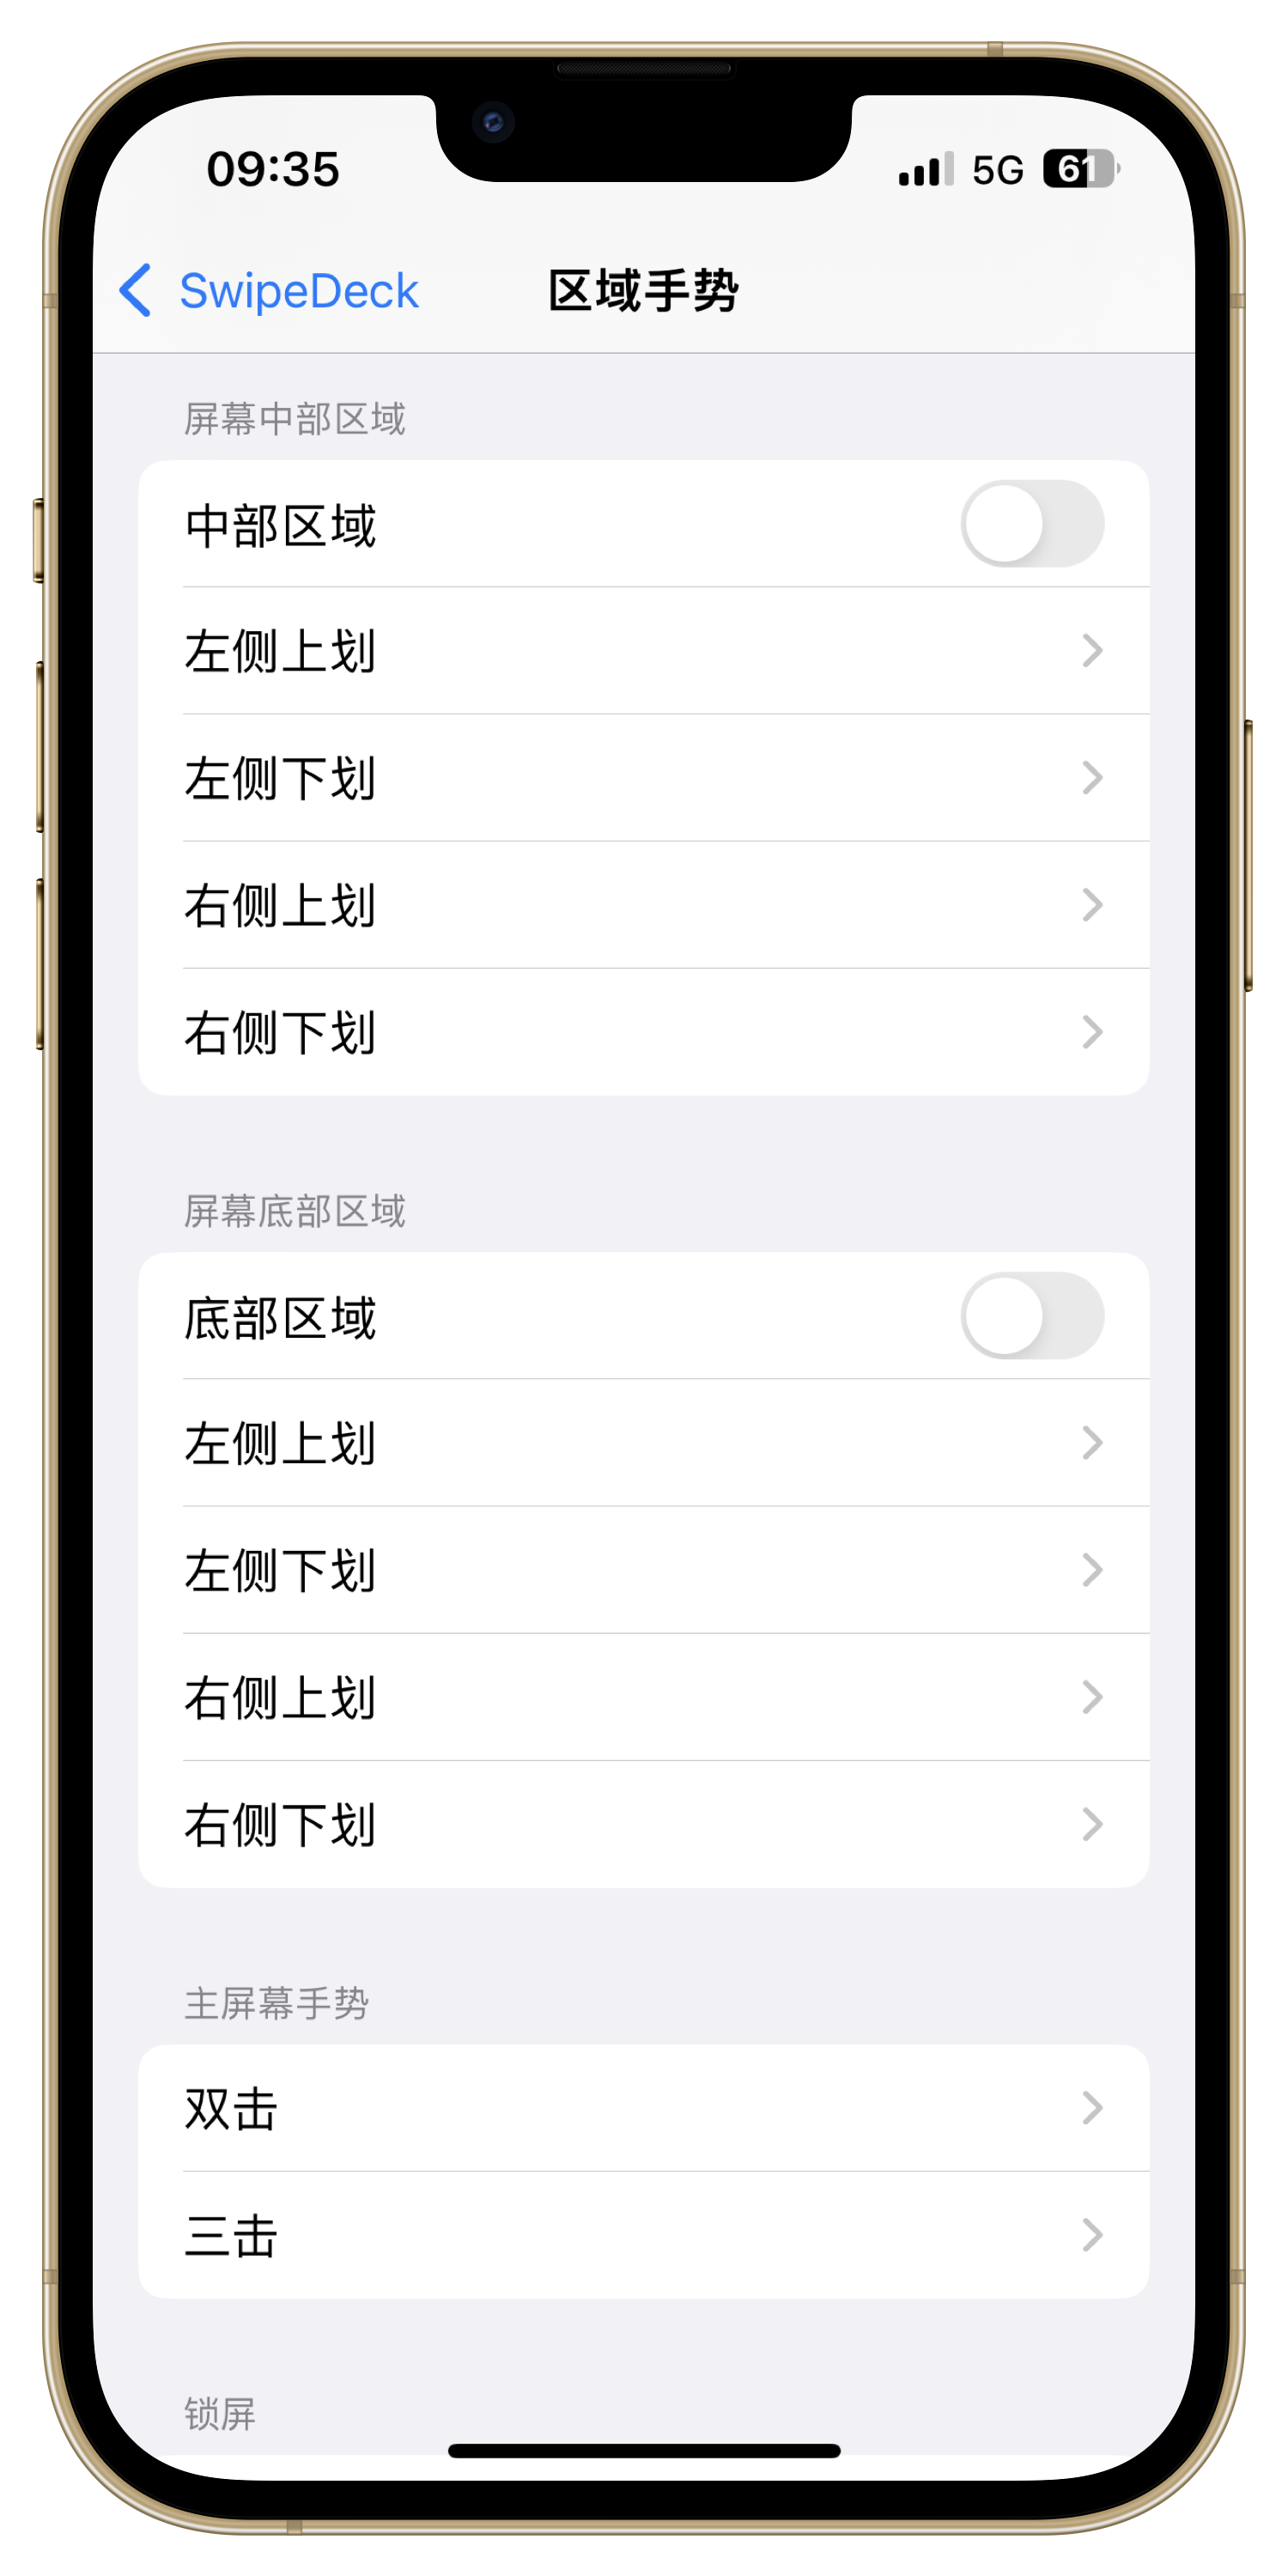 09:35 5G 61
SwipeDeck 区域手势
屏幕中部区域
中部区域
左侧上划
左侧下划
右侧上划
右侧下划
屏幕底部区域
底部区域
左侧上划
左侧下划
右侧上划
右侧下划
主屏幕手势
双击
三击
锁屏